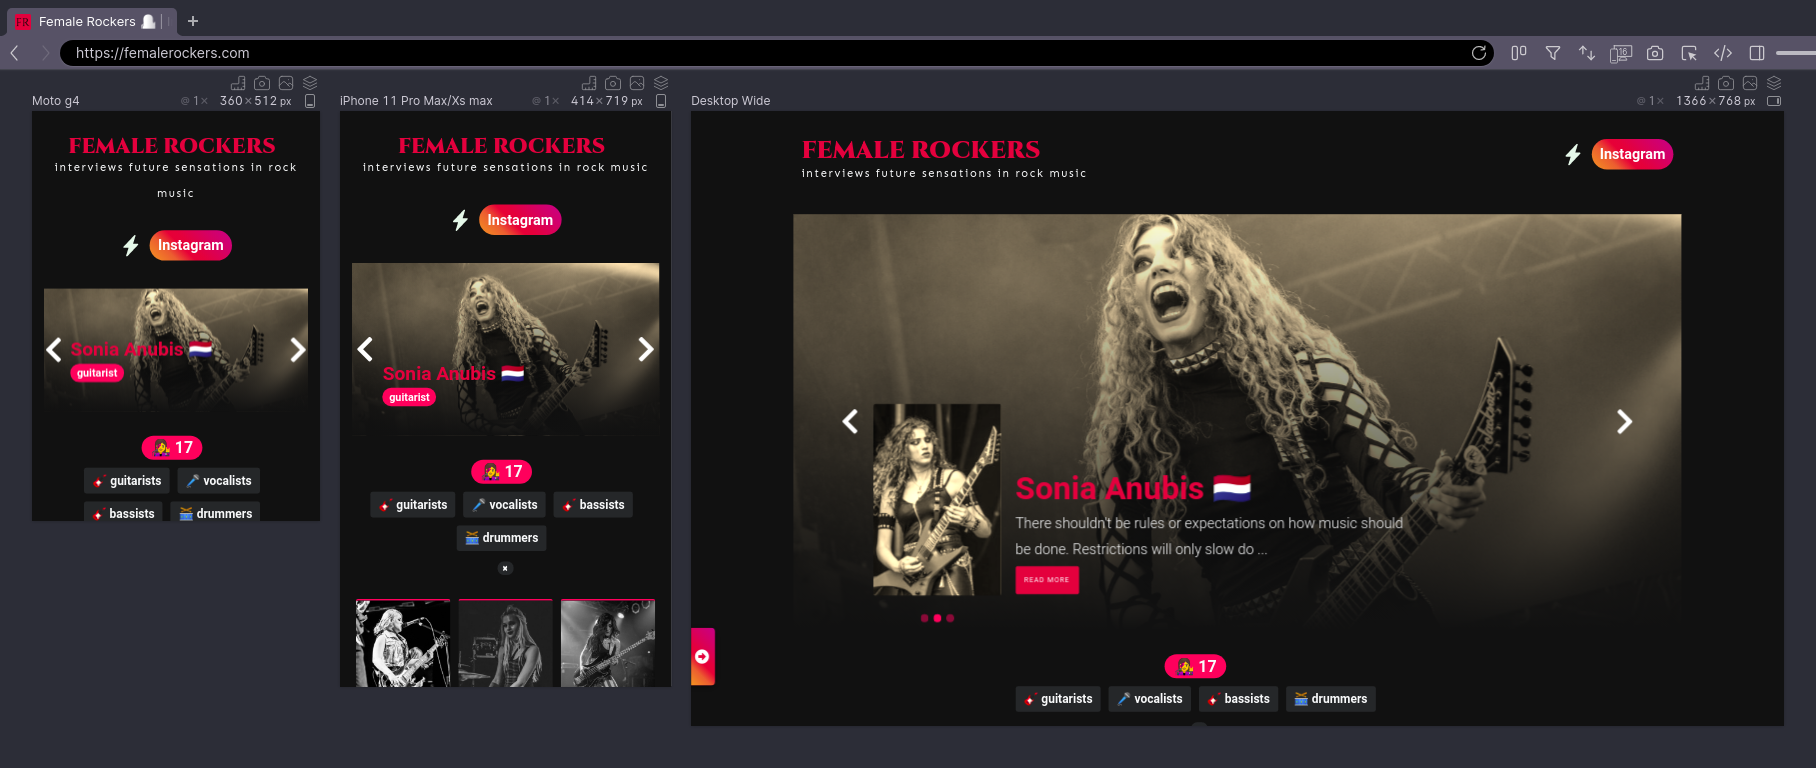 FR Female Rockers
https://femalerockers.com
16
Moto g4
@ 1× 360×512 px
FEMALE ROCKERS
interviews future sensations in rock
music
Instagram
Sonia Anubis
guitarist
17
guitarists
vocalists
bassists
drummers
iPhone 11 Pro Max/Xs max
@ 1× 414×719 px
FEMALE ROCKERS
interviews future sensations in rock music
Instagram
Sonia Anubis
guitarist
17
guitarists
vocalists
bassists
drummers
Desktop Wide
@ 1× 1366×768 px
FEMALE ROCKERS
interviews future sensations in rock music
Instagram
Sonia Anubis
There shouldn't be rules or expectations on how music should
be done. Restrictions will only slow do ...
READ MORE
17
guitarists
vocalists
bassists
drummers